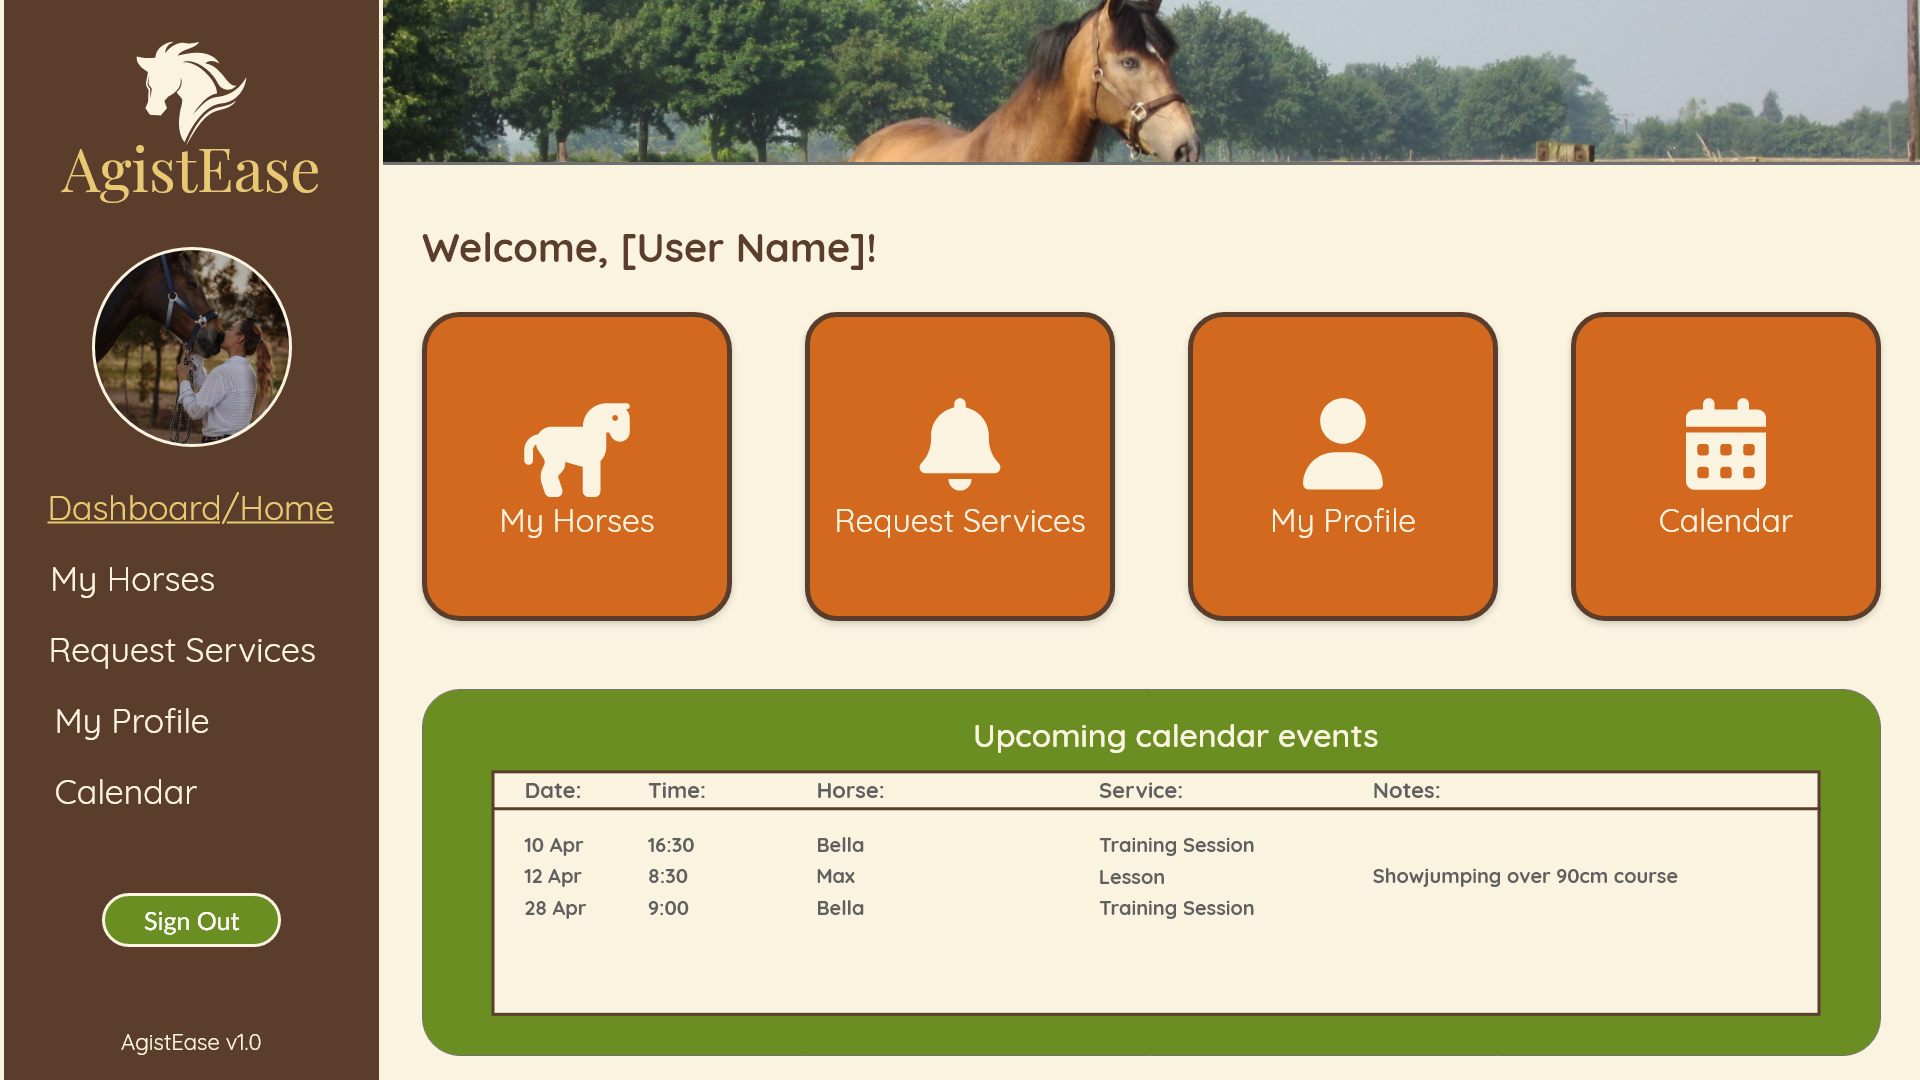 AgistEase
Dashboard/Home
My Horses
Request Services
My Profile
Calendar
Sign Out
AgistEase v1.0
Welcome, [User Name]!
My Horses
Request Services
My Profile
Calendar
Upcoming calendar events
Date: Time: Horse: Service: Notes:
10 Apr 16:30 Bella Training Session
12 Apr 8:30 Max Lesson Showjumping over 90cm course
28 Apr 9:00 Bella Training Session